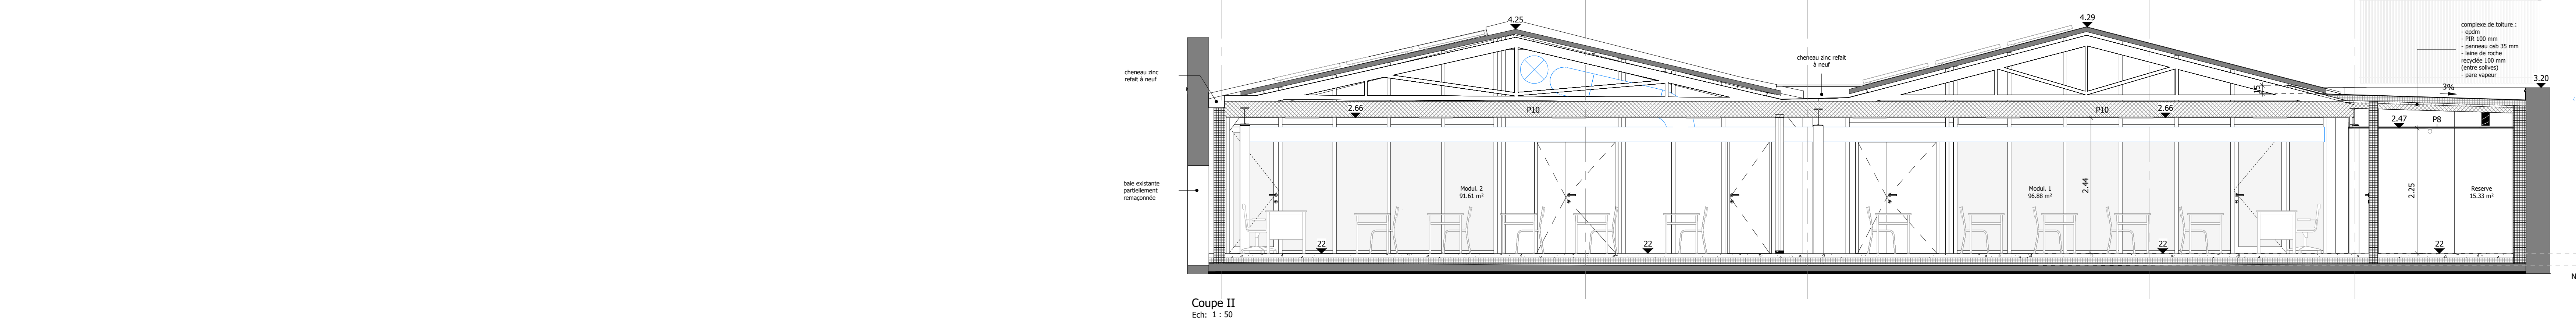 4.25
4.29
complexe de toiture :
- epdm
- PIR 100 mm
- panneau osb 35 mm
- laine de roche
recyclée 100 mm
(entre solives)
- pare vapeur
cheneau zinc refait
à neuf
cheneau zinc
refait à neuf
3.20
15
3%
2.66
P10
P10
2.66
2.47
P8
baie existante
partiellement
remaçonnée
Modul. 2
91.61 m²
2.44
Modul. 1
96.88 m²
2.25
Reserve
15.33 m²
22
22
22
22
N
Coupe II
Ech: 1 : 50